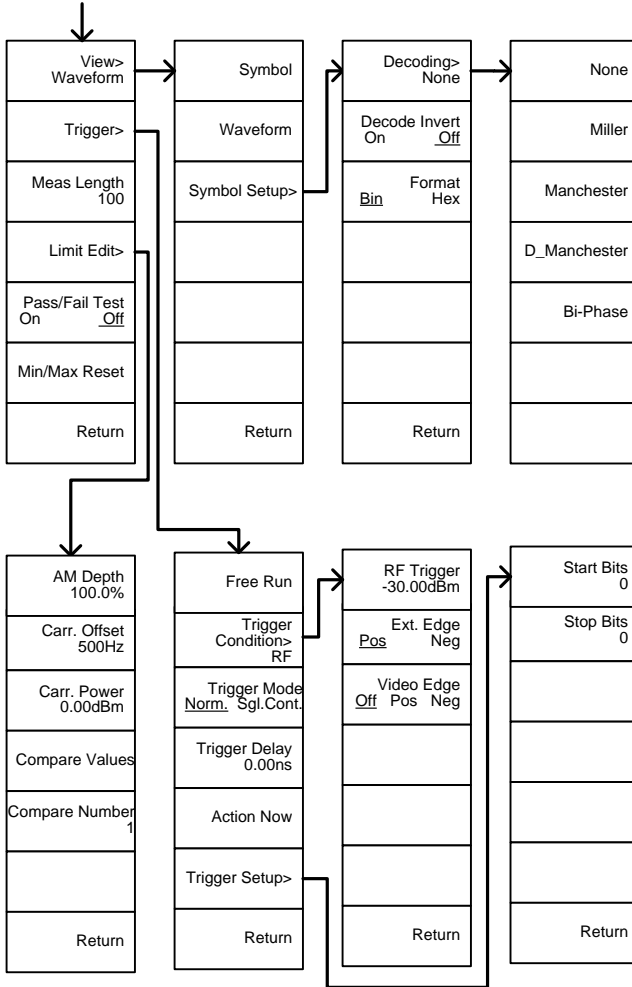 View>
Waveform
Trigger>
Meas Length
100
Limit Edit>
Pass/Fail Test
On Off
Min/Max Reset
Return
Symbol
Waveform
Symbol Setup>
Return
Decoding>
None
Decode Invert
On Off
Format
Bin Hex
Return
None
Miller
Manchester
D_Manchester
Bi-Phase
AM Depth
100.0%
Carr. Offset
500Hz
Carr. Power
0.00dBm
Compare Values
Compare Number
1
Return
Free Run
Trigger
Condition>
RF
Trigger Mode
Norm. Sgl.Cont.
Trigger Delay
0.00ns
Action Now
Trigger Setup>
Return
RF Trigger
-30.00dBm
Ext. Edge
Pos Neg
Video Edge
Off Pos Neg
Return
Start Bits
0
Stop Bits
0
Return